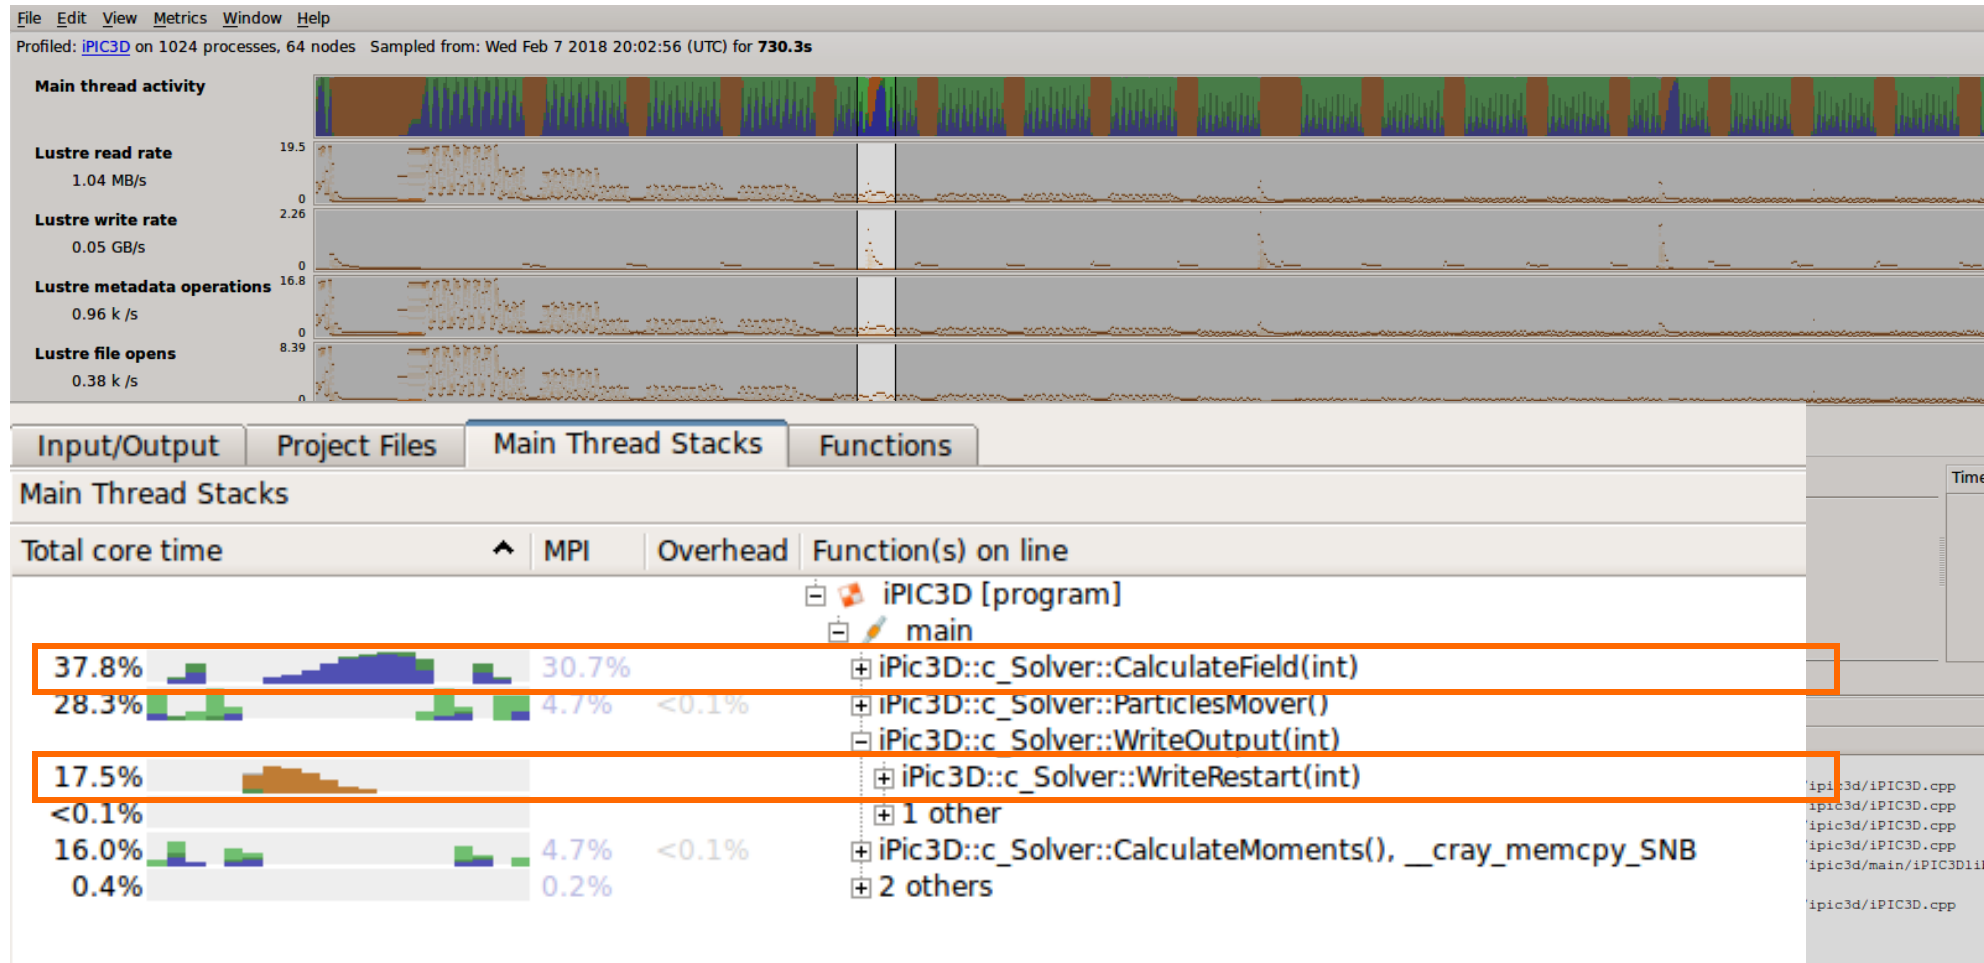 File Edit View Metrics Window Help
Profiled: iPIC3D on 1024 processes, 64 nodes Sampled from: Wed Feb 7 2018 20:02:56 (UTC) for 730.3s
Main thread activity
Lustre read rate 19.5
1.04 MB/s
0
Lustre write rate 2.26
0.05 GB/s
0
Lustre metadata operations 16.8
0.96 k /s
0
Lustre file opens 8.39
0.38 k /s
0
Input/Output Project Files Main Thread Stacks Functions
Time
Main Thread Stacks
Total core time MPI Overhead Function(s) on line
iPIC3D [program]
main
37.8% 30.7% iPic3D::c_Solver::CalculateField(int)
28.3% 4.7% <0.1% iPic3D::c_Solver::ParticlesMover()
iPic3D::c_Solver::WriteOutput(int)
17.5% iPic3D::c_Solver::WriteRestart(int)
ipic3d/iPIC3D.cpp
ipic3d/iPIC3D.cpp
<0.1% 1 other
ipic3d/iPIC3D.cpp
16.0% 4.7% <0.1% iPic3D::c_Solver::CalculateMoments(), __cray_memcpy_SNB
ipic3d/iPIC3D.cpp
ipic3d/main/iPIC3Dli
0.4% 0.2% 2 others
ipic3d/iPIC3D.cpp